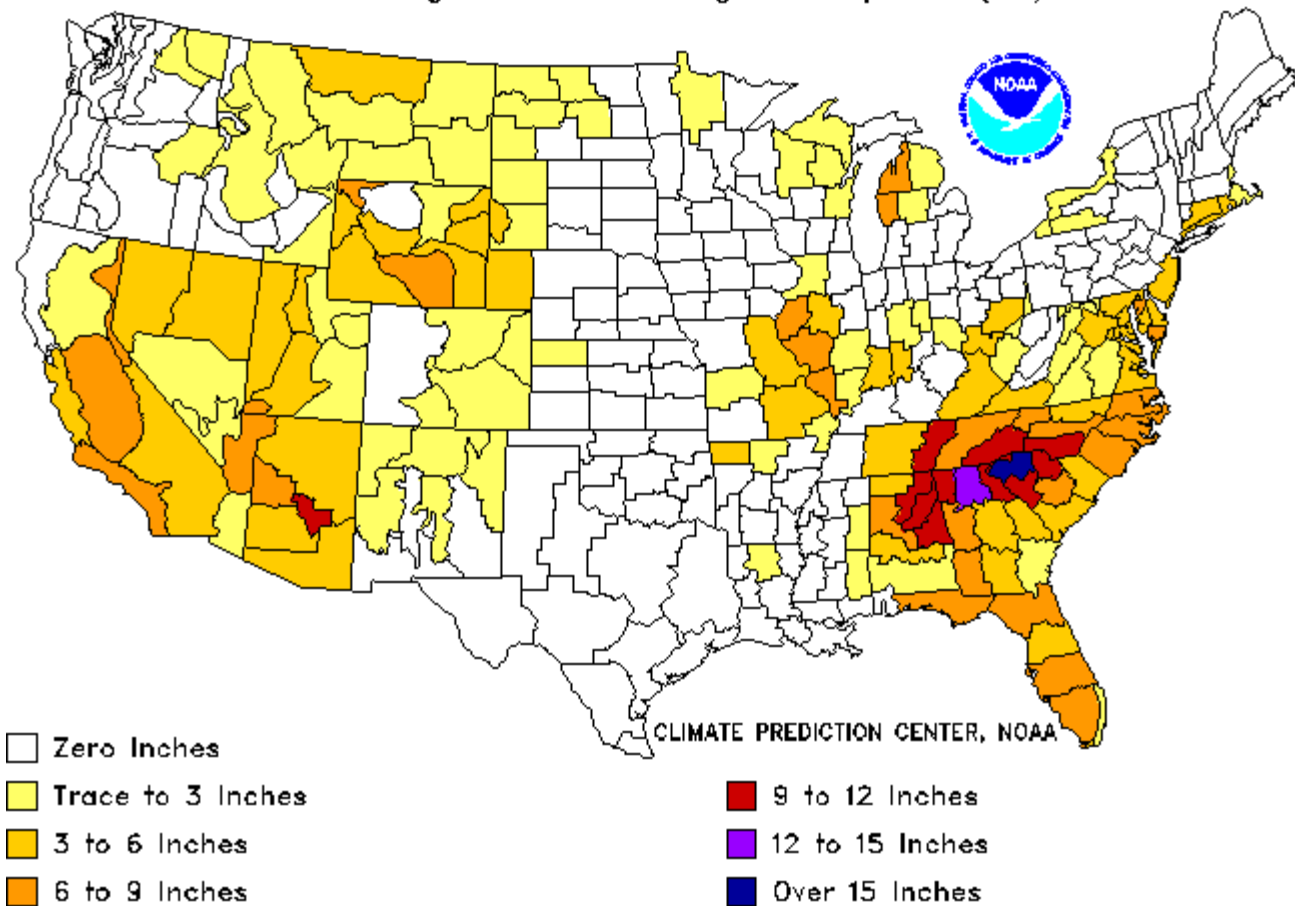 NOAA
CLIMATE PREDICTION CENTER, NOAA
Zero Inches
Trace to 3 Inches
3 to 6 Inches
6 to 9 Inches
9 to 12 Inches
12 to 15 Inches
Over 15 Inches